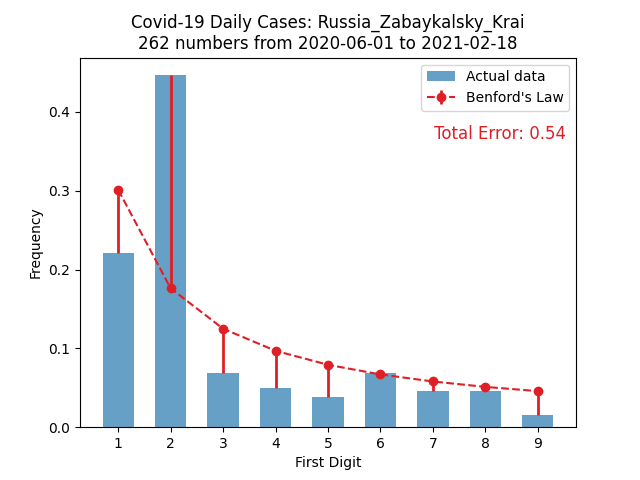 Covid-19 Daily Cases: Russia_Zabaykalsky_Krai
262 numbers from 2020-06-01 to 2021-02-18
Actual data
Benford's Law
Total Error: 0.54
Frequency
0.4
0.3
0.2
0.1
0.0
1 2 3 4 5 6 7 8 9
First Digit